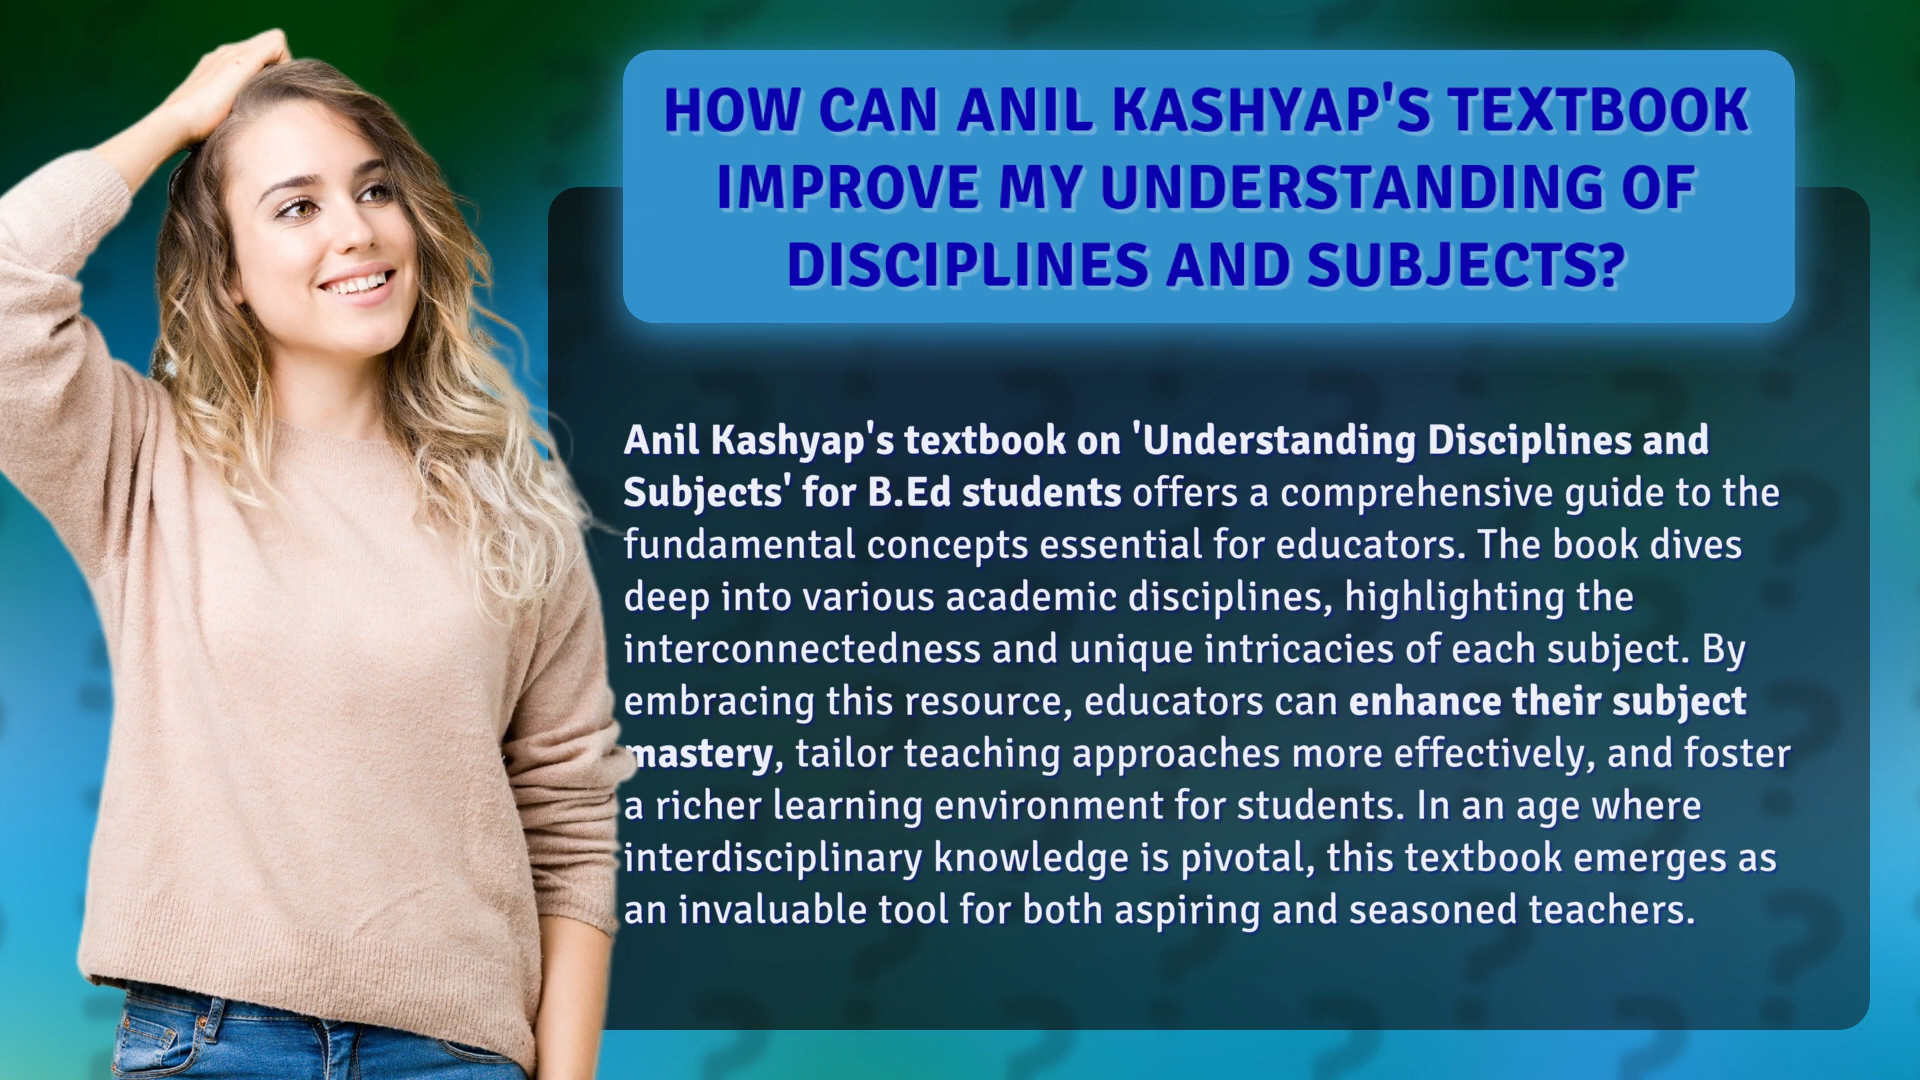 HOW CAN ANIL KASHYAP'S TEXTBOOK
IMPROVE MY UNDERSTANDING OF
DISCIPLINES AND SUBJECTS?
Anil Kashyap's textbook on 'Understanding Disciplines and
Subjects' for B.Ed students offers a comprehensive guide to the
fundamental concepts essential for educators. The book dives
deep into various academic disciplines, highlighting the
interconnectedness and unique intricacies of each subject. By
embracing this resource, educators can enhance their subject
mastery, tailor teaching approaches more effectively, and foster
a richer learning environment for students. In an age where
interdisciplinary knowledge is pivotal, this textbook emerges as
an invaluable tool for both aspiring and seasoned teachers.